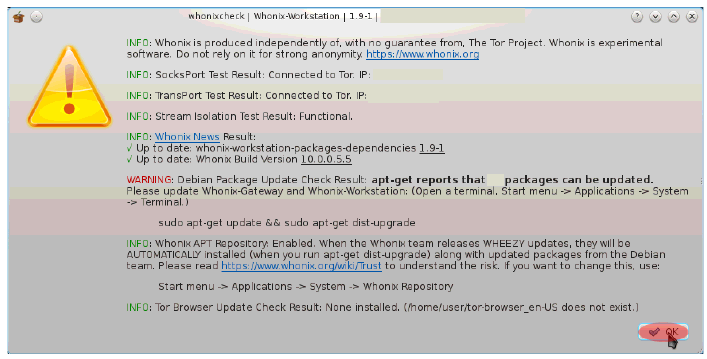 whonixcheck | Whonix-Workstation | 1.9-1 |
INFO: Whonix is produced independently of, with no guarantee from, The Tor Project. Whonix is experimental
software. Do not rely on it for strong anonymity. https://www.whonix.org
INFO: SocksPort Test Result: Connected to Tor. IP:
INFO: TransPort Test Result: Connected to Tor. IP:
INFO: Stream Isolation Test Result: Functional.
INFO: Whonix News Result:
√ Up to date: whonix-workstation-packages-dependencies 1.9-1
√ Up to date: Whonix Build Version 10.0.0.5.5
WARNING: Debian Package Update Check Result: apt-get reports that packages can be updated.
Please update Whonix-Gateway and Whonix-Workstation: (Open a terminal, Start menu -> Applications -> System
-> Terminal.)
sudo apt-get update && sudo apt-get dist-upgrade
INFO: Whonix APT Repository: Enabled. When the Whonix team releases WHEEZY updates, they will be
AUTOMATICALLY installed (when you run apt-get dist-upgrade) along with updated packages from the Debian
team. Please read https://www.whonix.org/wiki/Trust to understand the risk. If you want to change this, use:
Start menu -> Applications -> System -> Whonix Repository
INFO: Tor Browser Update Check Result: None installed. (/home/user/tor-browser_en-US does not exist.)
OK